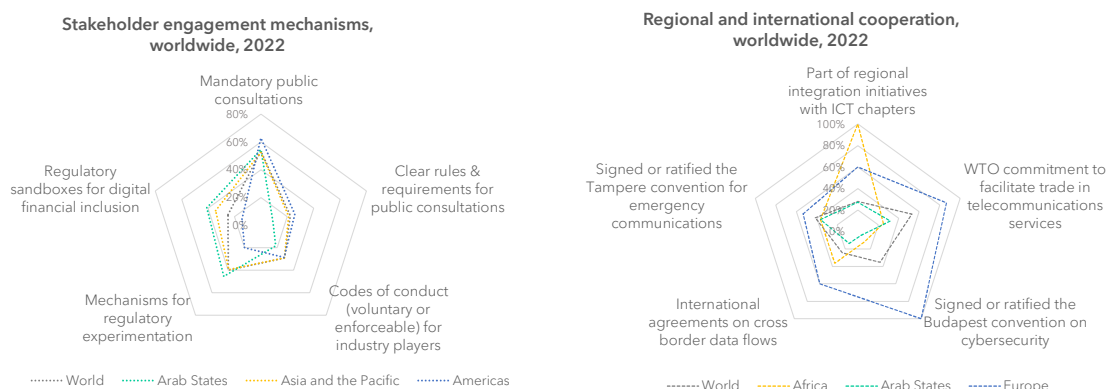 Stakeholder engagement mechanisms,
worldwide, 2022
Mandatory public
consultations
80%
60%
40%
20%
0%
Regulatory
sandboxes for digital
financial inclusion
Clear rules &
requirements for
public consultations
Mechanisms for
regulatory
experimentation
Codes of conduct
(voluntary or
enforceable) for
industry players
World
Arab States
Asia and the Pacific
Americas
Regional and international cooperation,
worldwide, 2022
Part of regional
integration initiatives
with ICT chapters
100%
80%
60%
40%
20%
0%
Signed or ratified the
Tampere convention for
emergency
communications
WTO commitment to
facilitate trade in
telecommunications
services
International
agreements on cross
border data flows
Signed or ratified the
Budapest convention on
cybersecurity
World
Africa
Arab States
Europe